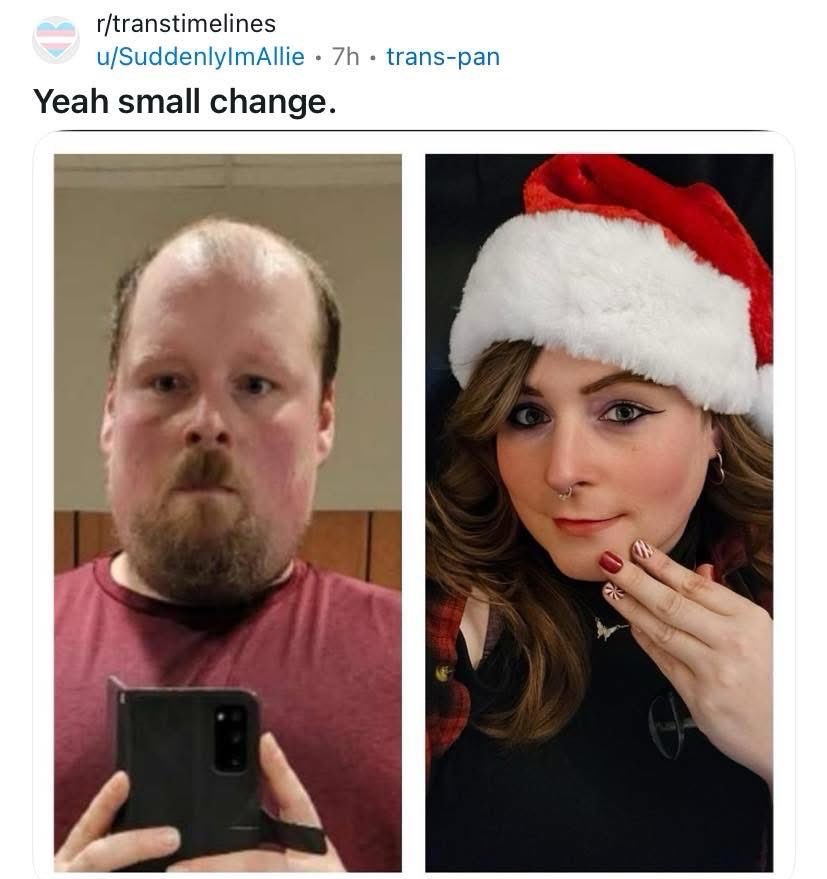 r/transtimelines
u/SuddenlyImAllie • 7h • trans-pan
Yeah small change.